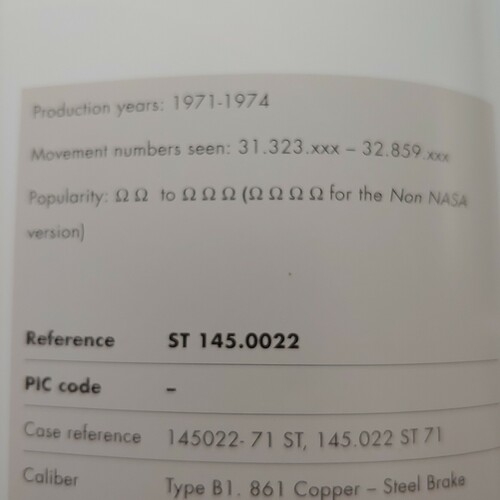 Production years: 1971-1974
Movement numbers seen: 31.323.xxx – 32.859.xxx
Popularity: Ω Ω to Ω Ω Ω (Ω Ω Ω Ω for the Non NASA
version)
Reference ST 145.0022
PIC code –
Case reference 145022- 71 ST, 145.022 ST 71
Caliber Type B1. 861 Copper – Steel Brake